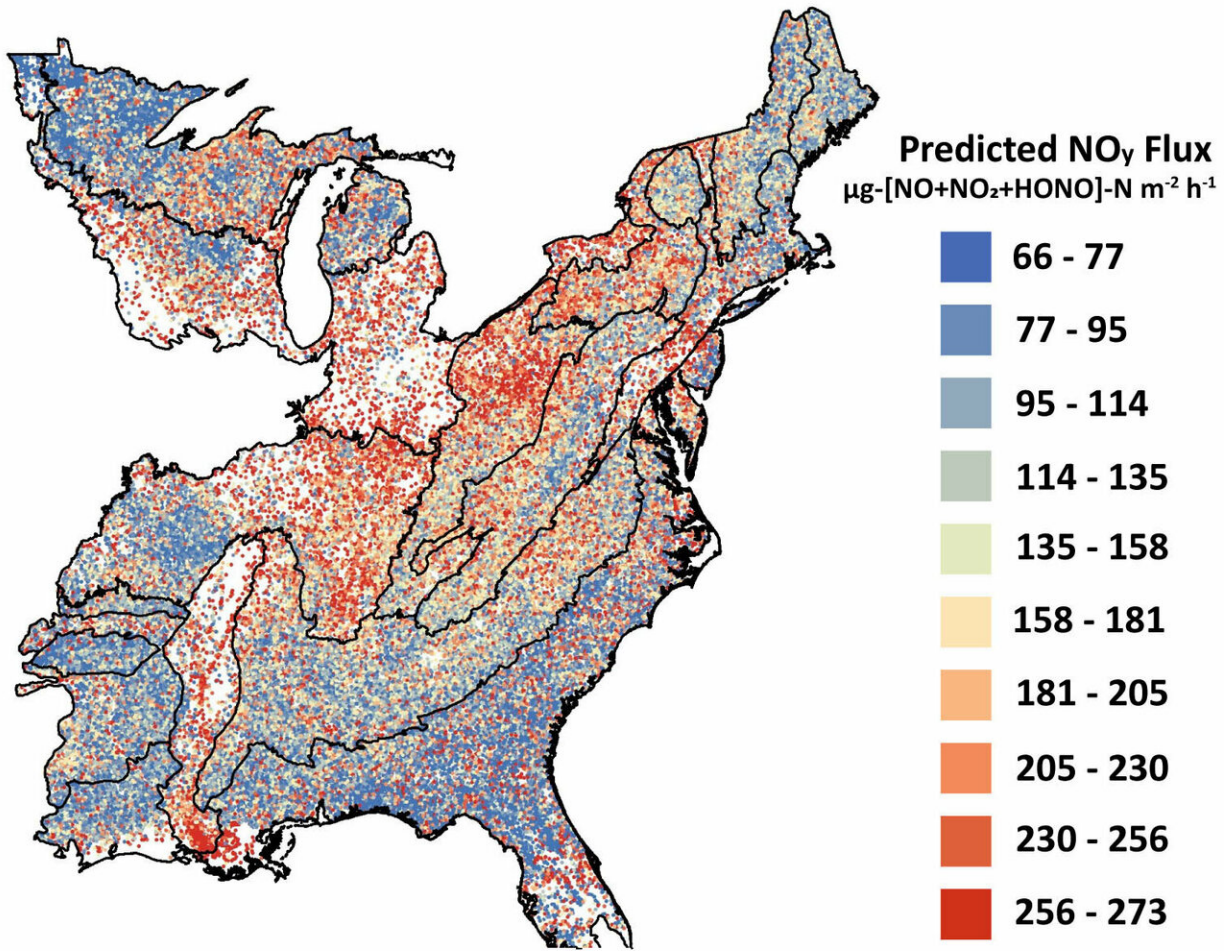 Predicted NOy Flux
µg-[NO+NO₂+HONO]-N m⁻² h⁻¹
66 - 77
77 - 95
95 - 114
114 - 135
135 - 158
158 - 181
181 - 205
205 - 230
230 - 256
256 - 273